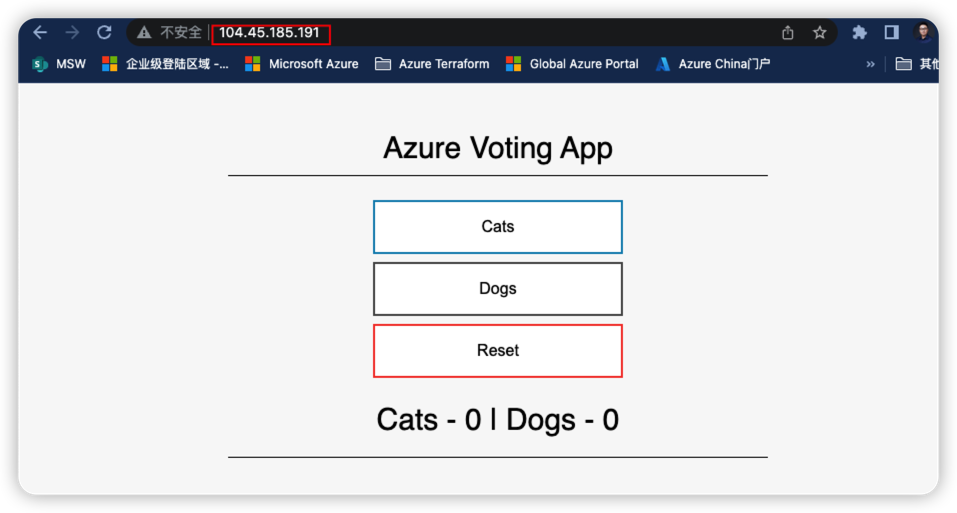 不安全 104.45.185.191
S MSW 企业级登陆区域 -... Microsoft Azure Azure Terraform Global Azure Portal Azure China门户 » 其他
Azure Voting App
Cats
Dogs
Reset
Cats - 0 | Dogs - 0